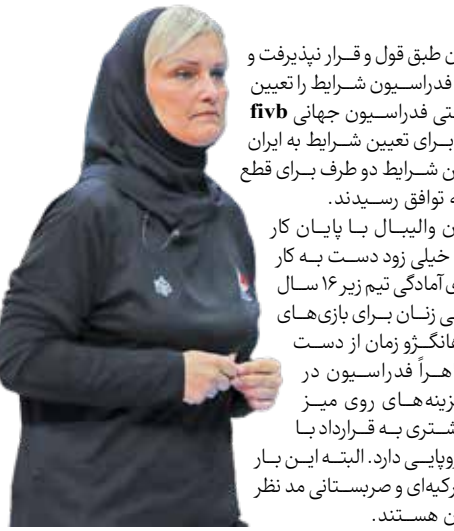 ن طبق قول و قرار نپذیرفت و
فدراسیون شرایط را تعیین
تی فدراسیون جهانی fivb
برای تعیین شرایط به ایران
ن شرایط دو طرف برای قطع
ه توافق رسیدند.
ن والیبال با پایان کار
خیلی زود دست به کار
ی آمادگی تیم زیر ۱۶ سال
ی زنان برای بازی‌های
هانگژو زمان از دست
هراً فدراسیون در
زینه‌های روی میز
شتری به قرارداد با
روپایی دارد. البته این بار
رکیه‌ای و صربستانی مد نظر
ن هستند.